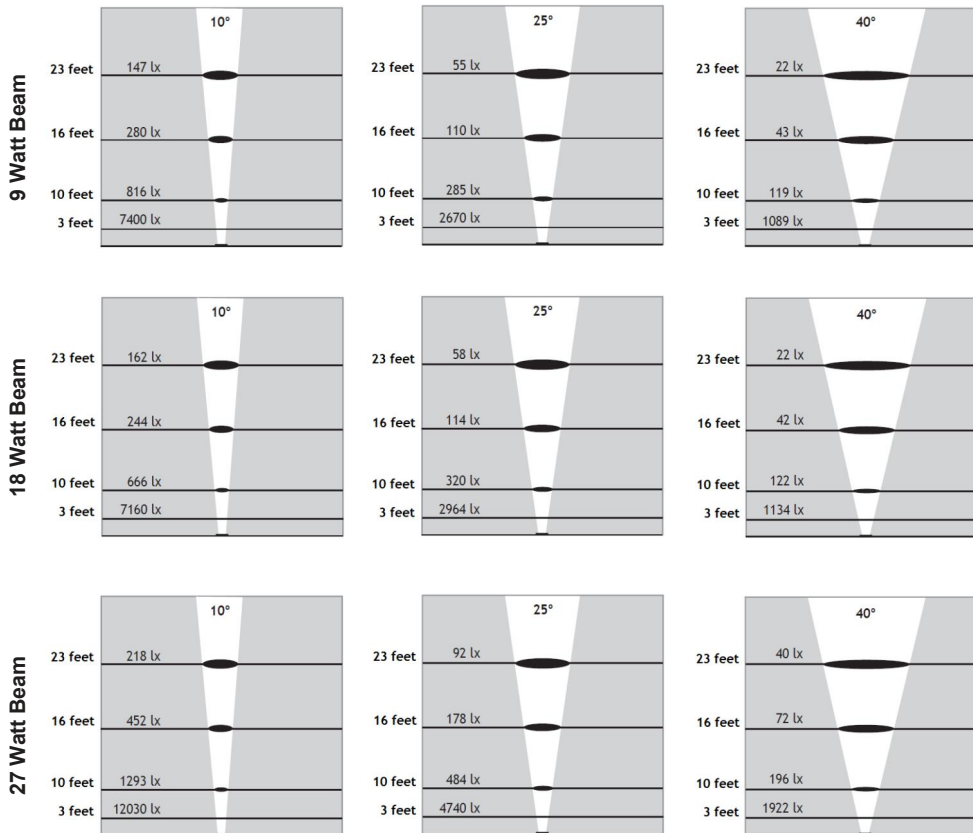 9 Watt Beam
10°
23 feet 147 lx
16 feet 280 lx
10 feet 816 lx
3 feet 7400 lx
25°
23 feet 55 lx
16 feet 110 lx
10 feet 285 lx
3 feet 2670 lx
40°
23 feet 22 lx
16 feet 43 lx
10 feet 119 lx
3 feet 1089 lx
18 Watt Beam
10°
23 feet 162 lx
16 feet 244 lx
10 feet 666 lx
3 feet 7160 lx
25°
23 feet 58 lx
16 feet 114 lx
10 feet 320 lx
3 feet 2964 lx
40°
23 feet 22 lx
16 feet 42 lx
10 feet 122 lx
3 feet 1134 lx
27 Watt Beam
10°
23 feet 218 lx
16 feet 452 lx
10 feet 1293 lx
3 feet 12030 lx
25°
23 feet 92 lx
16 feet 178 lx
10 feet 484 lx
3 feet 4740 lx
40°
23 feet 40 lx
16 feet 72 lx
10 feet 196 lx
3 feet 1922 lx